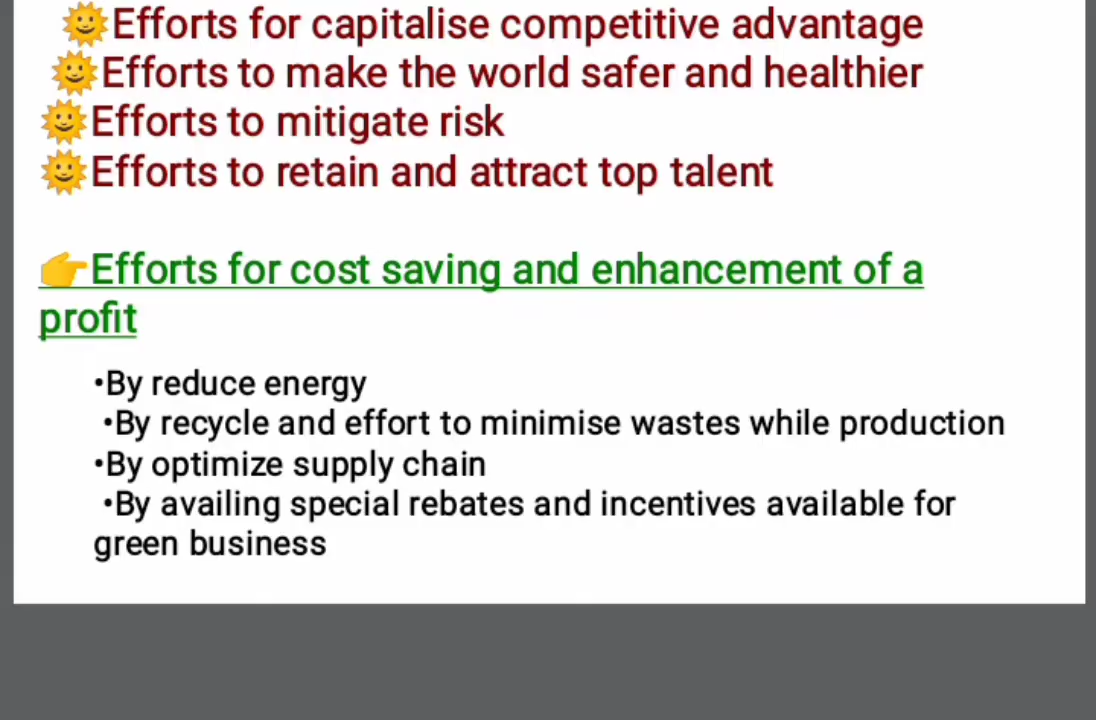 🌞Efforts for capitalise competitive advantage
🌞Efforts to make the world safer and healthier
🌞Efforts to mitigate risk
🌞Efforts to retain and attract top talent
👉Efforts for cost saving and enhancement of a
profit
•By reduce energy
•By recycle and effort to minimise wastes while production
•By optimize supply chain
•By availing special rebates and incentives available for
green business